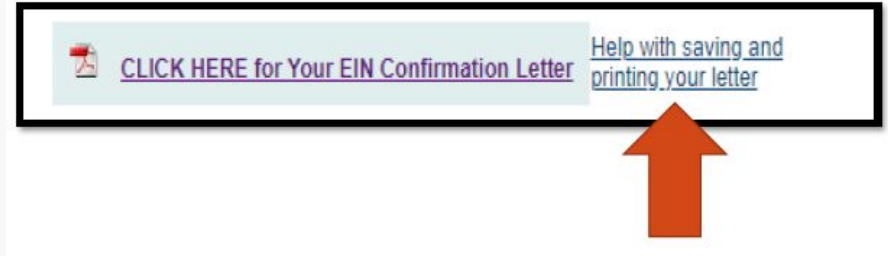 CLICK HERE for Your EIN Confirmation Letter
Help with saving and
printing your letter